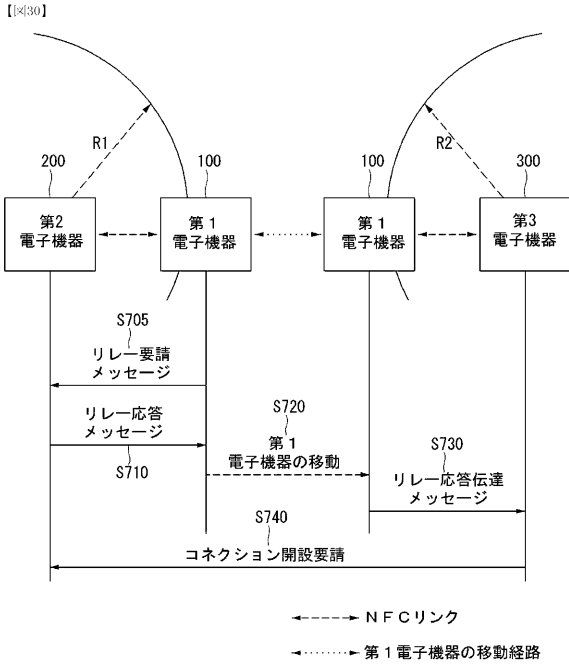 【図30】
R1
R2
200
100
100
300
第2
電子機器
第1
電子機器
第1
電子機器
第3
電子機器
S705
リレー要請
メッセージ
リレー応答
メッセージ
S710
S720
第1
電子機器の移動
S730
リレー応答伝達
メッセージ
S740
コネクション開設要請
NFCリンク
第1電子機器の移動経路